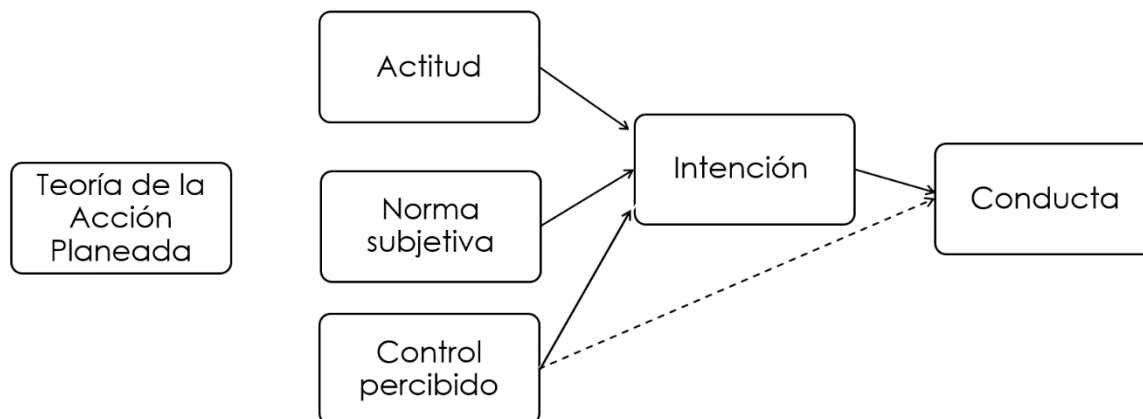 Teoría de la
Acción
Planeada
Actitud
Norma
subjetiva
Control
percibido
Intención
Conducta